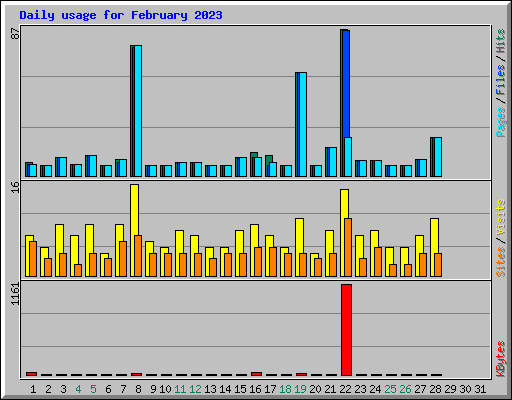 Daily usage for February 2023
87
Pages / Files / Hits
16
Sites / Visits
1161
KBytes
1 2 3 4 5 6 7 8 9 10 11 12 13 14 15 16 17 18 19 20 21 22 23 24 25 26 27 28 29 30 31